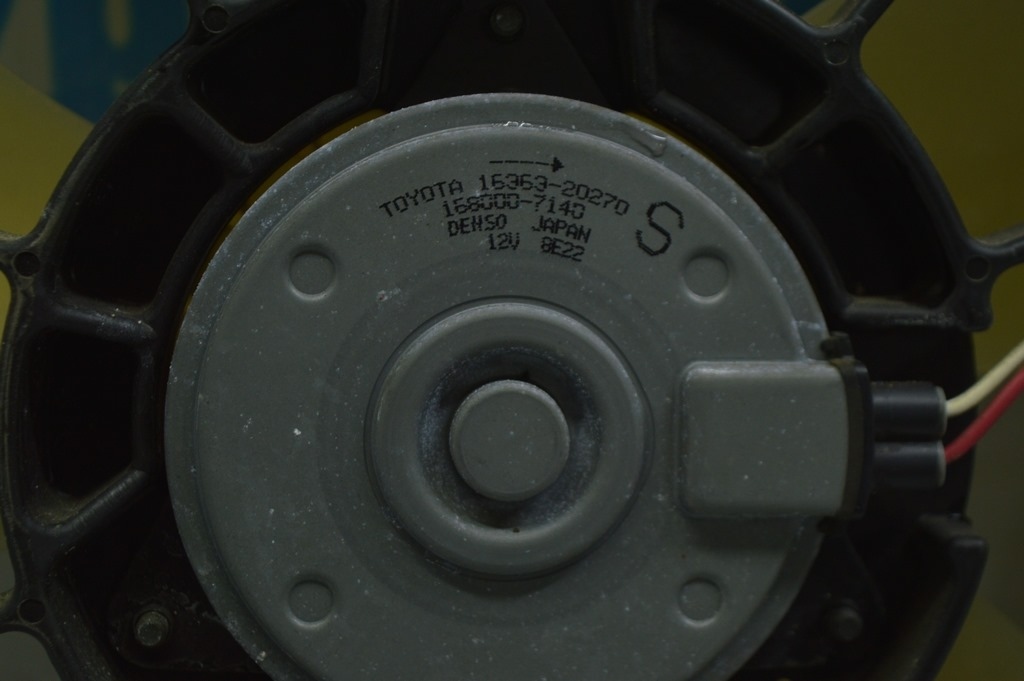 TOYOTA 16363-20270
168000-7140
DENSO JAPAN
12V 8E22
S